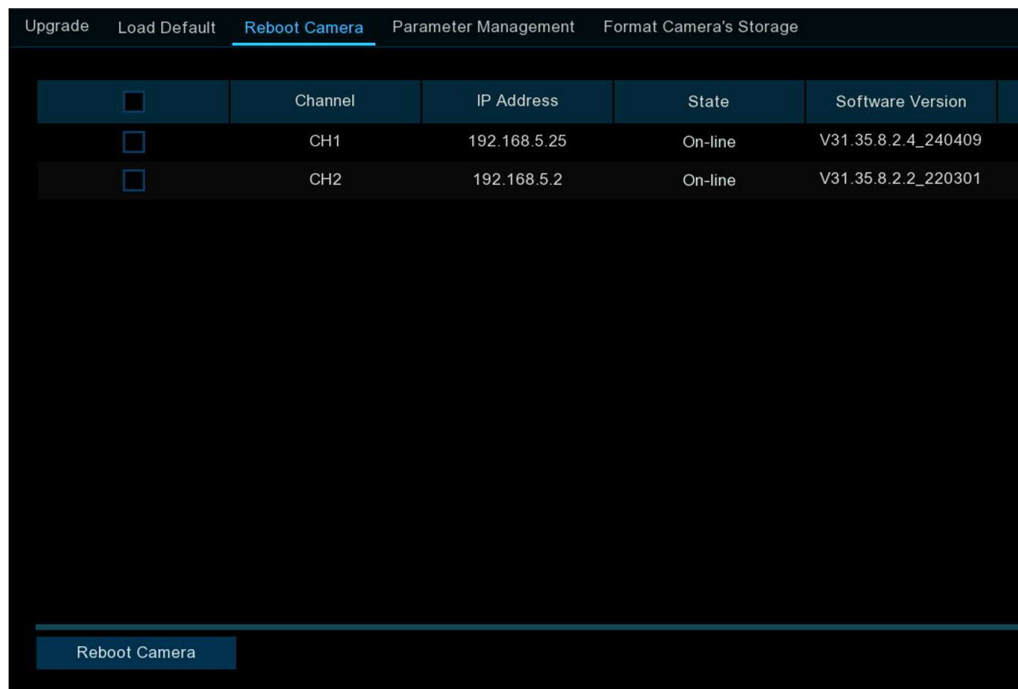 Upgrade Load Default Reboot Camera Parameter Management Format Camera's Storage
Channel IP Address State Software Version
CH1 192.168.5.25 On-line V31.35.8.2.4_240409
CH2 192.168.5.2 On-line V31.35.8.2.2_220301
Reboot Camera